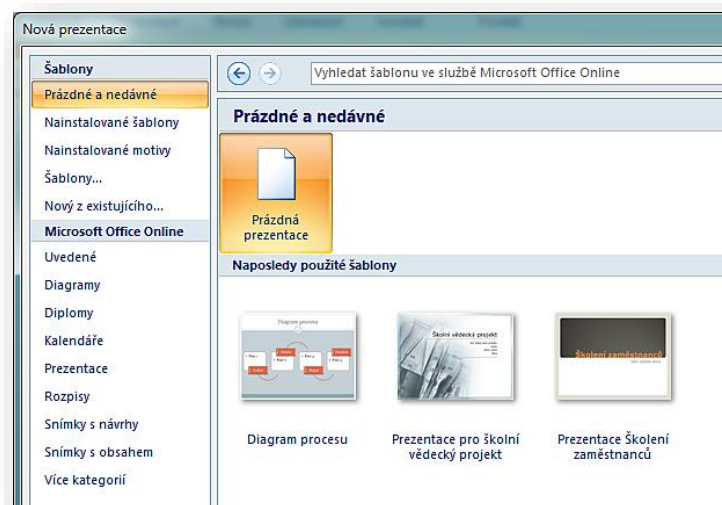 Nová prezentace
Šablony
Prázdné a nedávné
Nainstalované šablony
Nainstalované motivy
Šablony...
Nový z existujícího...
Microsoft Office Online
Uvedené
Diagramy
Diplomy
Kalendáře
Prezentace
Rozpisy
Snímky s návrhy
Snímky s obsahem
Více kategorií
Vyhledat šablonu ve službě Microsoft Office Online
Prázdné a nedávné
Prázdná
prezentace
Naposledy použité šablony
Diagram procesu
Školní vědecký projekt
Školení zaměstnanců
Diagram procesu
Prezentace pro školní
vědecký projekt
Prezentace Školení
zaměstnanců